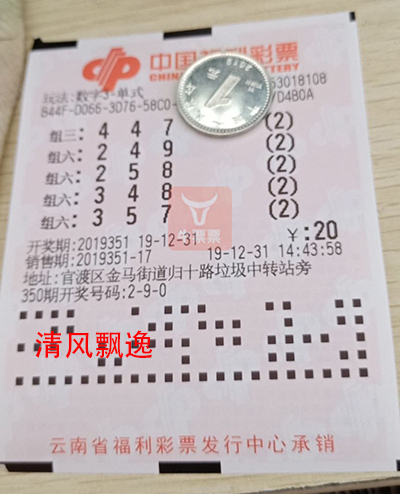 中国福利彩票
玩法:数字3-单式
B44F-D066-3076-58C0
53018108
D4B0A
组三: 4 4 7 (2)
组六: 2 4 9 (2)
组六: 2 5 8 (2)
组六: 3 4 8 (2)
组六: 3 5 7 (2)
牛票票
开奖期:2019351 19-12-31 ¥:20
销售期:2019351-17 19-12-31 14:43:58
地址:官渡区金马街道归十路垃圾中转站旁
350期开奖号码:2-9-0
清风飘逸
云南省福利彩票发行中心承销